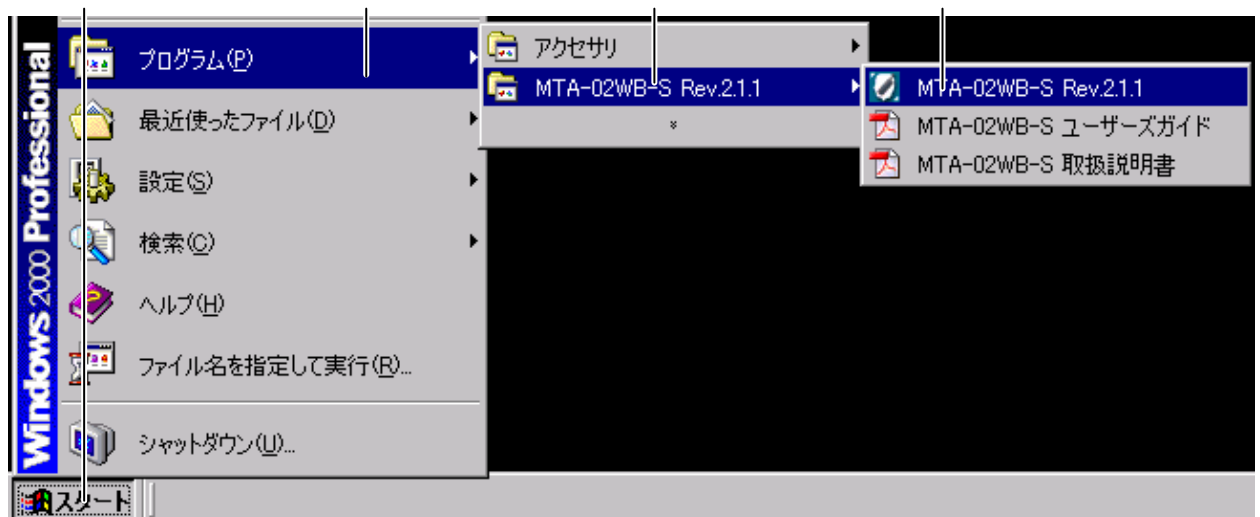 Windows 2000 Professional
プログラム(P)
最近使ったファイル(D)
設定(S)
検索(C)
ヘルプ(H)
ファイル名を指定して実行(R)...
シャットダウン(U)...
スタート
アクセサリ
MTA-02WB-S Rev.2.1.1
MTA-02WB-S Rev.2.1.1
MTA-02WB-S ユーザーズガイド
MTA-02WB-S 取扱説明書